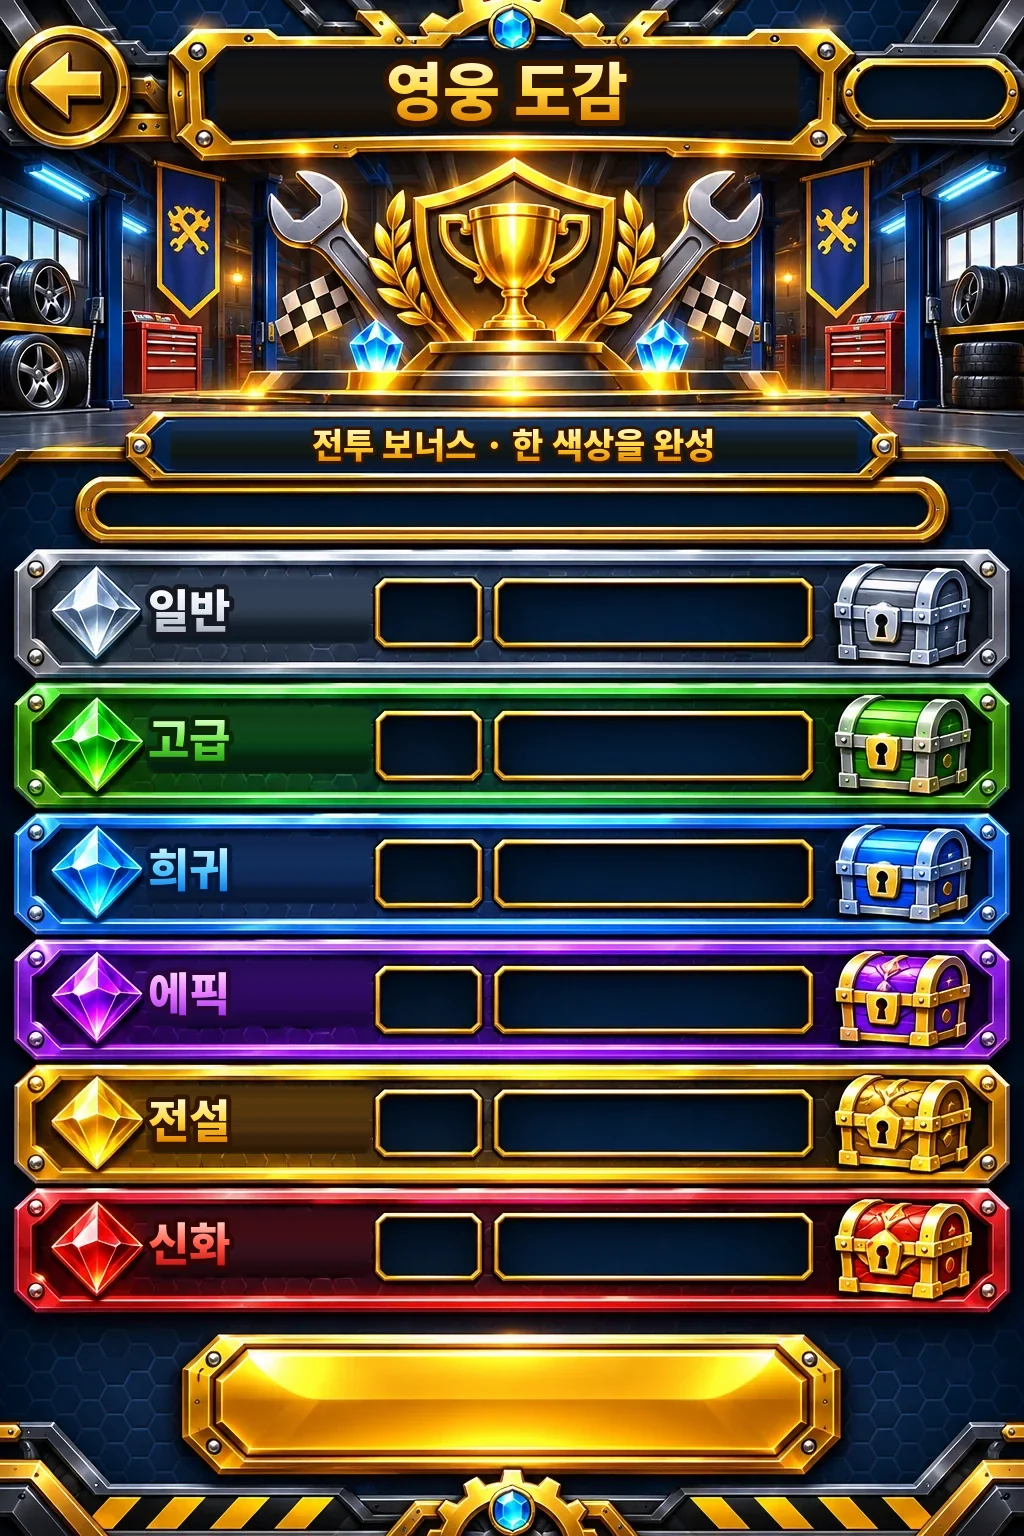 영웅 도감
전투 보너스 · 한 색상을 완성
일반
고급
희귀
에픽
전설
신화